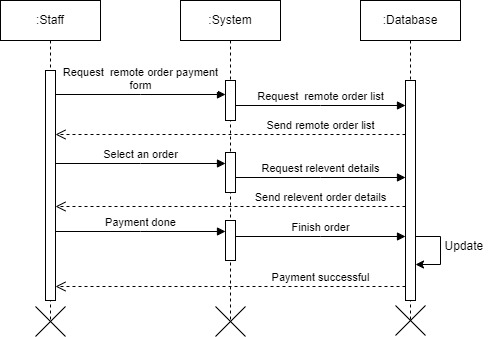 :Staff
:System
:Database
Request remote order payment
form
Request remote order list
Send remote order list
Select an order
Request relevent details
Send relevent order details
Payment done
Finish order
Update
Payment successful